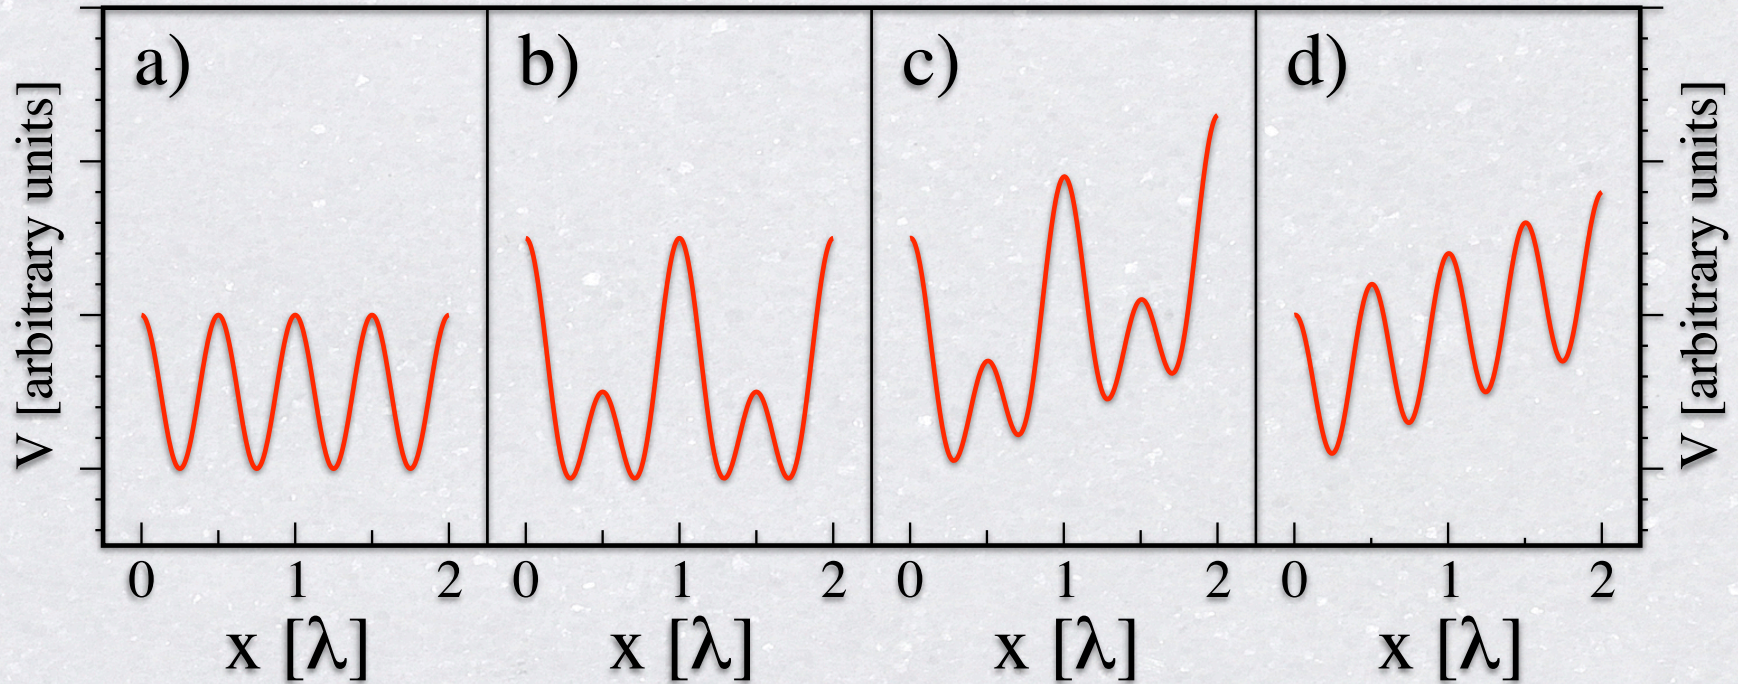 a) b) c) d)
V [arbitrary units]
V [arbitrary units]
0 1 2 0 1 2 0 1 2 0 1 2
x [λ] x [λ] x [λ] x [λ]